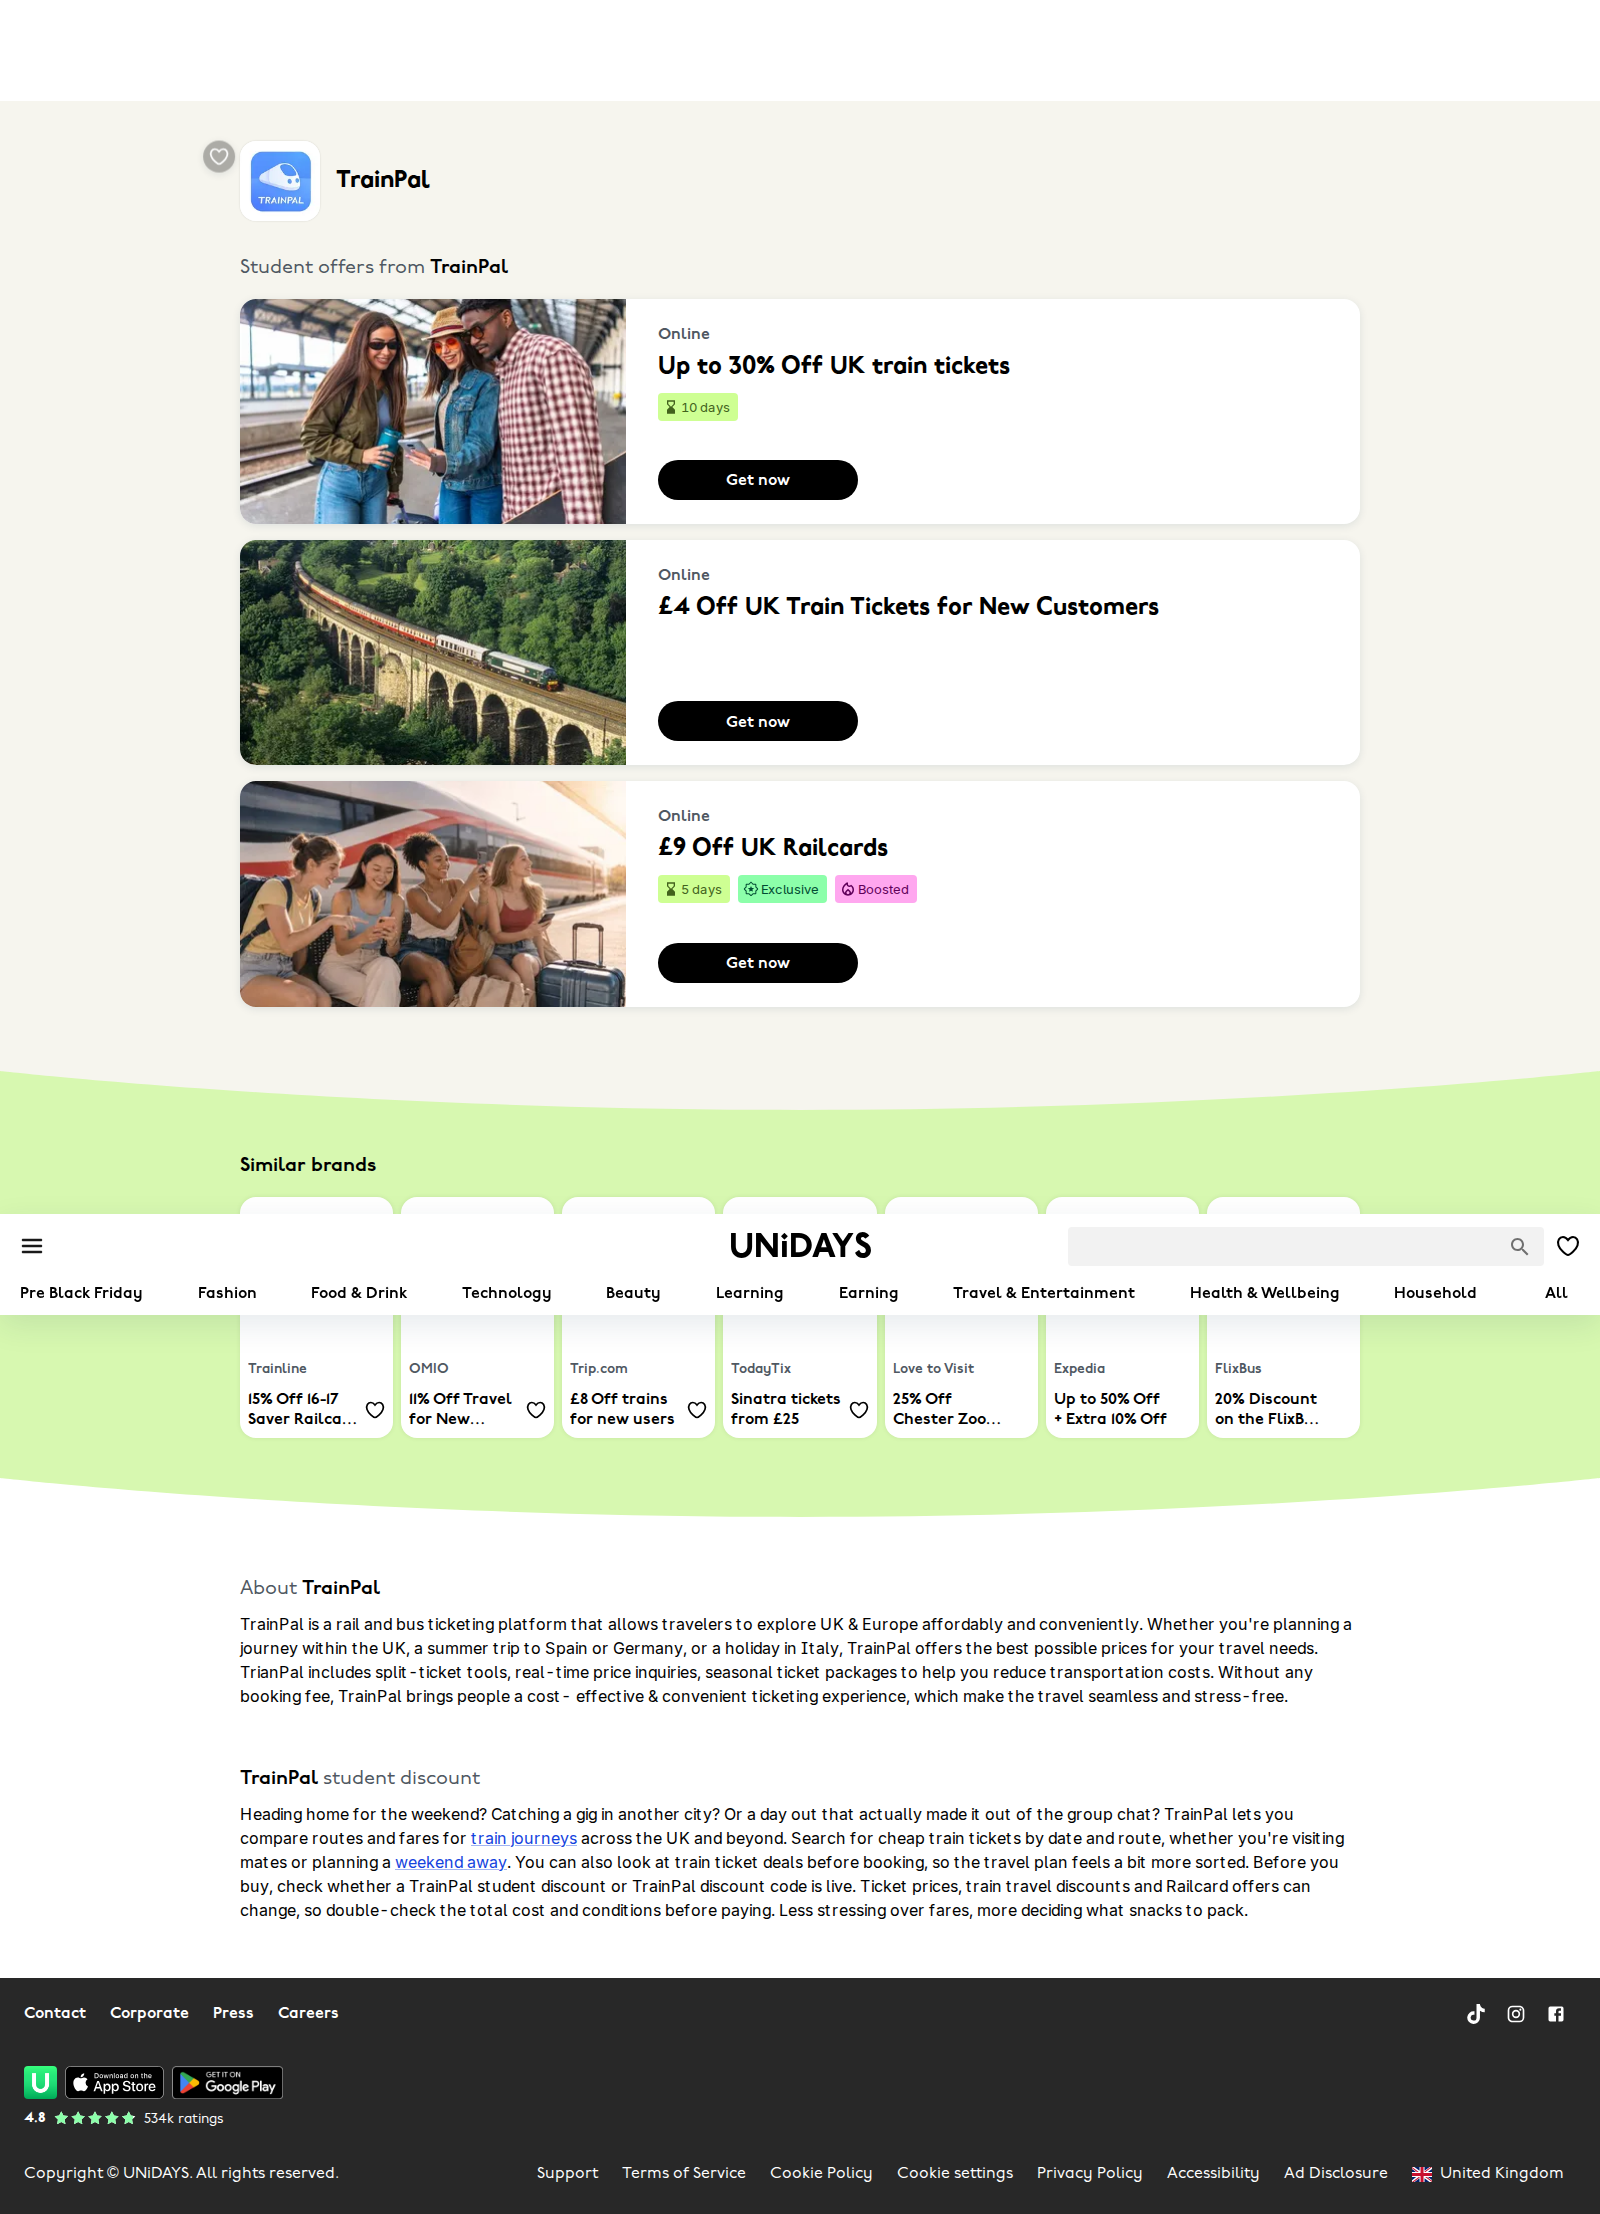 TRAINPAL
TrainPal
Student offers from TrainPal
Online
Up to 30% Off UK train tickets
10 days
Get now
Online
£4 Off UK Train Tickets for New Customers
Get now
Online
£9 Off UK Railcards
5 days Exclusive Boosted
Get now
Similar brands
UNiDAYS
Pre Black Friday Fashion Food & Drink Technology Beauty Learning Earning Travel & Entertainment Health & Wellbeing Household All
Trainline
15% Off 16-17
Saver Railca...
OMIO
11% Off Travel
for New...
Trip.com
£8 Off trains
for new users
TodayTix
Sinatra tickets
from £25
Love to Visit
25% Off
Chester Zoo...
Expedia
Up to 50% Off
+ Extra 10% Off
FlixBus
20% Discount
on the FlixB...
About TrainPal
TrainPal is a rail and bus ticketing platform that allows travelers to explore UK & Europe affordably and conveniently. Whether you're planning a
journey within the UK, a summer trip to Spain or Germany, or a holiday in Italy, TrainPal offers the best possible prices for your travel needs.
TrianPal includes split-ticket tools, real-time price inquiries, seasonal ticket packages to help you reduce transportation costs. Without any
booking fee, TrainPal brings people a cost- effective & convenient ticketing experience, which make the travel seamless and stress-free.
TrainPal student discount
Heading home for the weekend? Catching a gig in another city? Or a day out that actually made it out of the group chat? TrainPal lets you
compare routes and fares for train journeys across the UK and beyond. Search for cheap train tickets by date and route, whether you're visiting
mates or planning a weekend away. You can also look at train ticket deals before booking, so the travel plan feels a bit more sorted. Before you
buy, check whether a TrainPal student discount or TrainPal discount code is live. Ticket prices, train travel discounts and Railcard offers can
change, so double-check the total cost and conditions before paying. Less stressing over fares, more deciding what snacks to pack.
Contact Corporate Press Careers
U
Download on the
App Store
GET IT ON
Google Play
4.8 534k ratings
Copyright © UNiDAYS. All rights reserved.
Support Terms of Service Cookie Policy Cookie settings Privacy Policy Accessibility Ad Disclosure United Kingdom